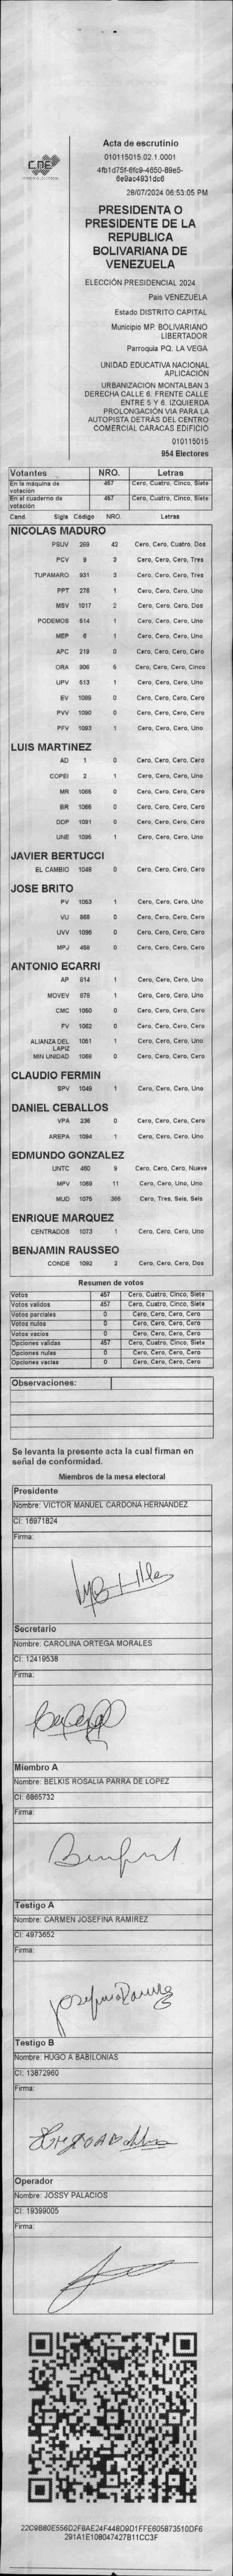 CNE
Acta de escrutinio
010115015.02.1.0001
4fb1d75f-6fc9-4650-89e5-
6e9ac4931dc6
28/07/2024 06:53:05 PM
PRESIDENTA O
PRESIDENTE DE LA
REPUBLICA
BOLIVARIANA DE
VENEZUELA
ELECCIÓN PRESIDENCIAL 2024
Pais VENEZUELA
Estado DISTRITO CAPITAL
Municipio MP. BOLIVARIANO
LIBERTADOR
Parroquia PQ. LA VEGA
UNIDAD EDUCATIVA NACIONAL
APLICACIÓN
URBANIZACION MONTALBAN 3
DERECHA CALLE 6. FRENTE CALLE
ENTRE 5 Y 6. IZQUIERDA
PROLONGACIÓN VIA PARA LA
AUTOPISTA DETRÁS DEL CENTRO
COMERCIAL CARACAS EDIFICIO
010115015
954 Electores
Votantes NRO. Letras
En la máquina de votación 457 Cero, Cuatro, Cinco, Siete
En el cuaderno de votación 457 Cero, Cuatro, Cinco, Siete
Cand. Sigla Código NRO. Letras
NICOLAS MADURO
PSUV 269 42 Cero, Cero, Cuatro, Dos
PCV 9 3 Cero, Cero, Cero, Tres
TUPAMARO 931 3 Cero, Cero, Cero, Tres
PPT 276 1 Cero, Cero, Cero, Uno
MSV 1017 2 Cero, Cero, Cero, Dos
PODEMOS 514 1 Cero, Cero, Cero, Uno
MEP 6 1 Cero, Cero, Cero, Uno
APC 219 0 Cero, Cero, Cero, Cero
ORA 906 5 Cero, Cero, Cero, Cinco
UPV 613 1 Cero, Cero, Cero, Uno
EV 1089 0 Cero, Cero, Cero, Cero
PVV 1090 0 Cero, Cero, Cero, Cero
PFV 1093 1 Cero, Cero, Cero, Uno
LUIS MARTINEZ
AD 1 0 Cero, Cero, Cero, Cero
COPEI 2 1 Cero, Cero, Cero, Uno
MR 1065 0 Cero, Cero, Cero, Cero
BR 1066 0 Cero, Cero, Cero, Cero
DDP 1091 0 Cero, Cero, Cero, Cero
UNE 1095 1 Cero, Cero, Cero, Uno
JAVIER BERTUCCI
EL CAMBIO 1048 0 Cero, Cero, Cero, Cero
JOSE BRITO
PV 1053 1 Cero, Cero, Cero, Uno
VU 868 0 Cero, Cero, Cero, Cero
UVV 1096 0 Cero, Cero, Cero, Cero
MPJ 458 0 Cero, Cero, Cero, Cero
ANTONIO ECARRI
AP 814 1 Cero, Cero, Cero, Uno
MOVEV 878 1 Cero, Cero, Cero, Uno
CMC 1050 0 Cero, Cero, Cero, Cero
FV 1062 0 Cero, Cero, Cero, Cero
ALIANZA DEL LAPIZ 1051 1 Cero, Cero, Cero, Uno
MIN UNIDAD 1068 0 Cero, Cero, Cero, Cero
CLAUDIO FERMIN
SPV 1049 1 Cero, Cero, Cero, Uno
DANIEL CEBALLOS
VPA 236 0 Cero, Cero, Cero, Cero
AREPA 1094 1 Cero, Cero, Cero, Uno
EDMUNDO GONZALEZ
UNTC 460 9 Cero, Cero, Cero, Nueve
MPV 1069 11 Cero, Cero, Uno, Uno
MUD 1075 366 Cero, Tres, Seis, Seis
ENRIQUE MARQUEZ
CENTRADOS 1073 1 Cero, Cero, Cero, Uno
BENJAMIN RAUSSEO
CONDE 1092 2 Cero, Cero, Cero, Dos
Resumen de votos
Votos 457 Cero, Cuatro, Cinco, Siete
Votos validos 457 Cero, Cuatro, Cinco, Siete
Votos parciales 0 Cero, Cero, Cero, Cero
Votos nulos 0 Cero, Cero, Cero, Cero
Votos vacios 0 Cero, Cero, Cero, Cero
Opciones validas 457 Cero, Cuatro, Cinco, Siete
Opciones nulas 0 Cero, Cero, Cero, Cero
Opciones vacias 0 Cero, Cero, Cero, Cero
Observaciones:
Se levanta la presente acta la cual firman en
señal de conformidad.
Miembros de la mesa electoral
Presidente
Nombre: VICTOR MANUEL CARDONA HERNANDEZ
CI: 16971824
Firma:
Secretario
Nombre: CAROLINA ORTEGA MORALES
CI: 12419538
Firma:
Miembro A
Nombre: BELKIS ROSALIA PARRA DE LOPEZ
CI: 6865732
Firma:
Testigo A
Nombre: CARMEN JOSEFINA RAMIREZ
CI: 4973652
Firma:
Testigo B
Nombre: HUGO A BABILONIAS
CI: 13872960
Firma:
Operador
Nombre: JOSSY PALACIOS
CI: 19399005
Firma:
22C9B80E556D2FBAE24F448D9D1FFE605873510DF6
291A1E108047427B11CC3F